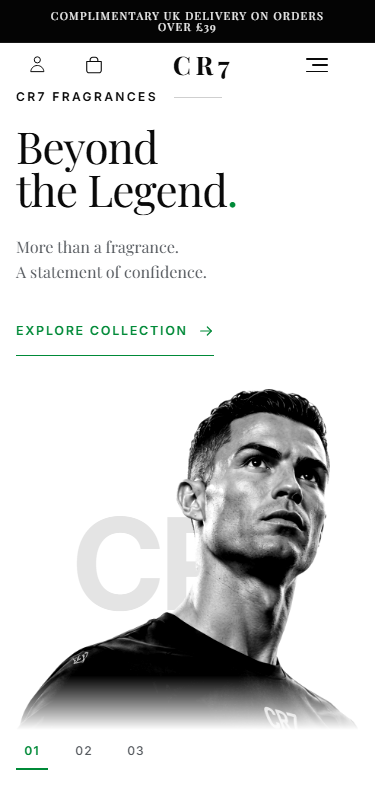 COMPLIMENTARY UK DELIVERY ON ORDERS
OVER £39
CR7
CR7 FRAGRANCES
Beyond
the Legend.
More than a fragrance.
A statement of confidence.
EXPLORE COLLECTION →
CR
CR7
01 02 03